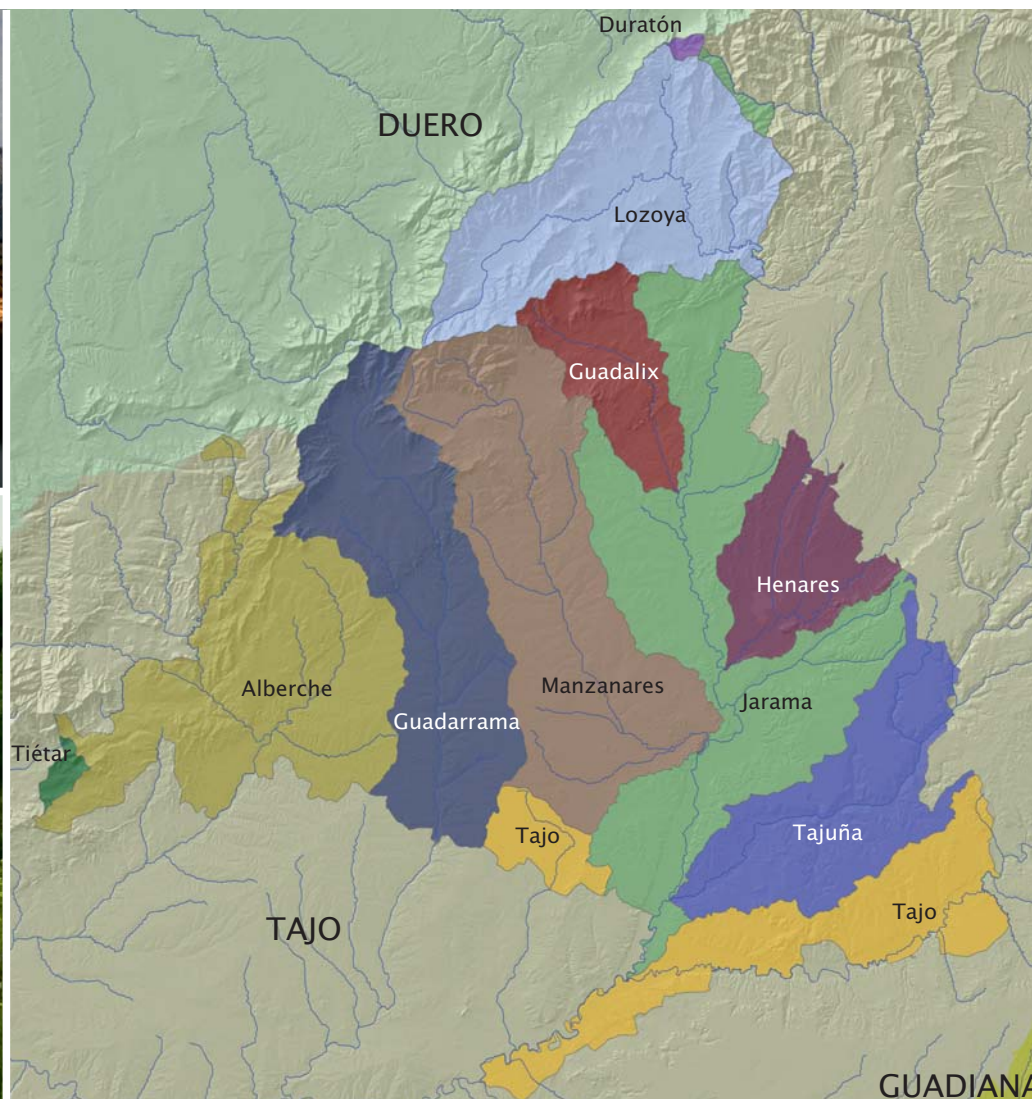 Duratón
DUERO
Lozoya
Guadalix
Henares
Alberche
Manzanares
Jarama
Guadarrama
Tiétar
Tajo
Tajuña
Tajo
TAJO
GUADIANA